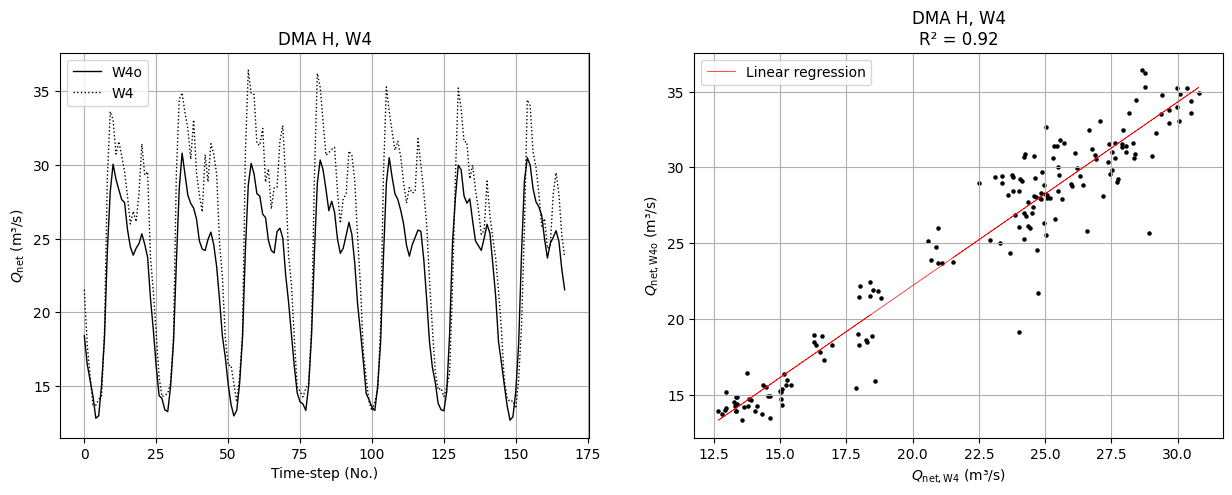 DMA H, W4
W4o
W4
35
30
25
20
15
0
25
50
75
100
125
150
175
Q_net (m³/s)
Time-step (No.)
DMA H, W4
R² = 0.92
Linear regression
35
30
25
20
15
12.5
15.0
17.5
20.0
22.5
25.0
27.5
30.0
Q_net,W4o (m³/s)
Q_net,W4 (m³/s)